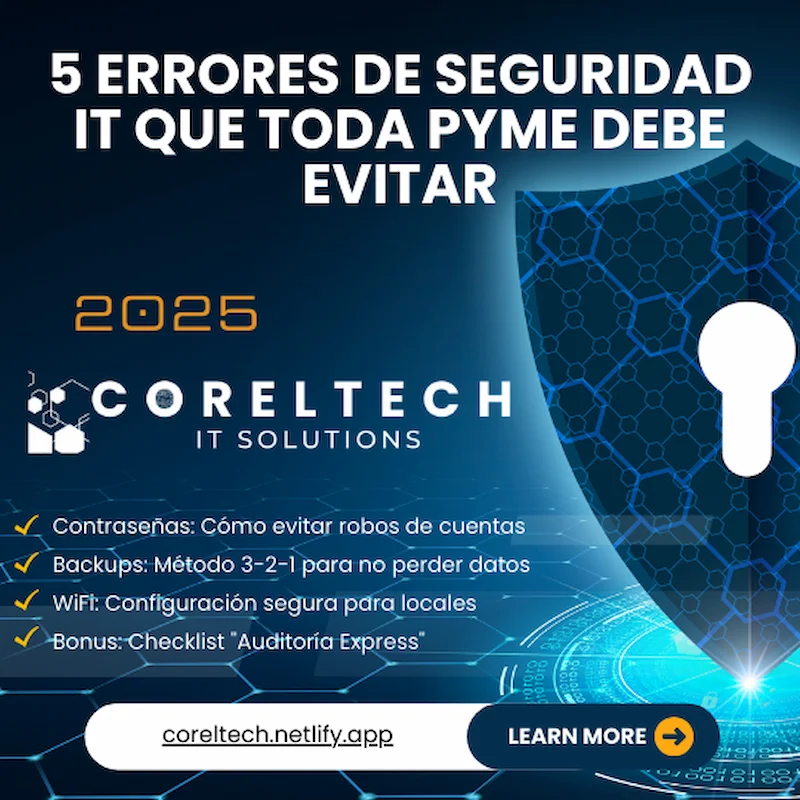 5 ERRORES DE SEGURIDAD
IT QUE TODA PYME DEBE
EVITAR
2025
CORELTECH
IT SOLUTIONS
Contraseñas: Cómo evitar robos de cuentas
Backups: Método 3-2-1 para no perder datos
WiFi: Configuración segura para locales
Bonus: Checklist "Auditoría Express"
coreltech.netlify.app
LEARN MORE